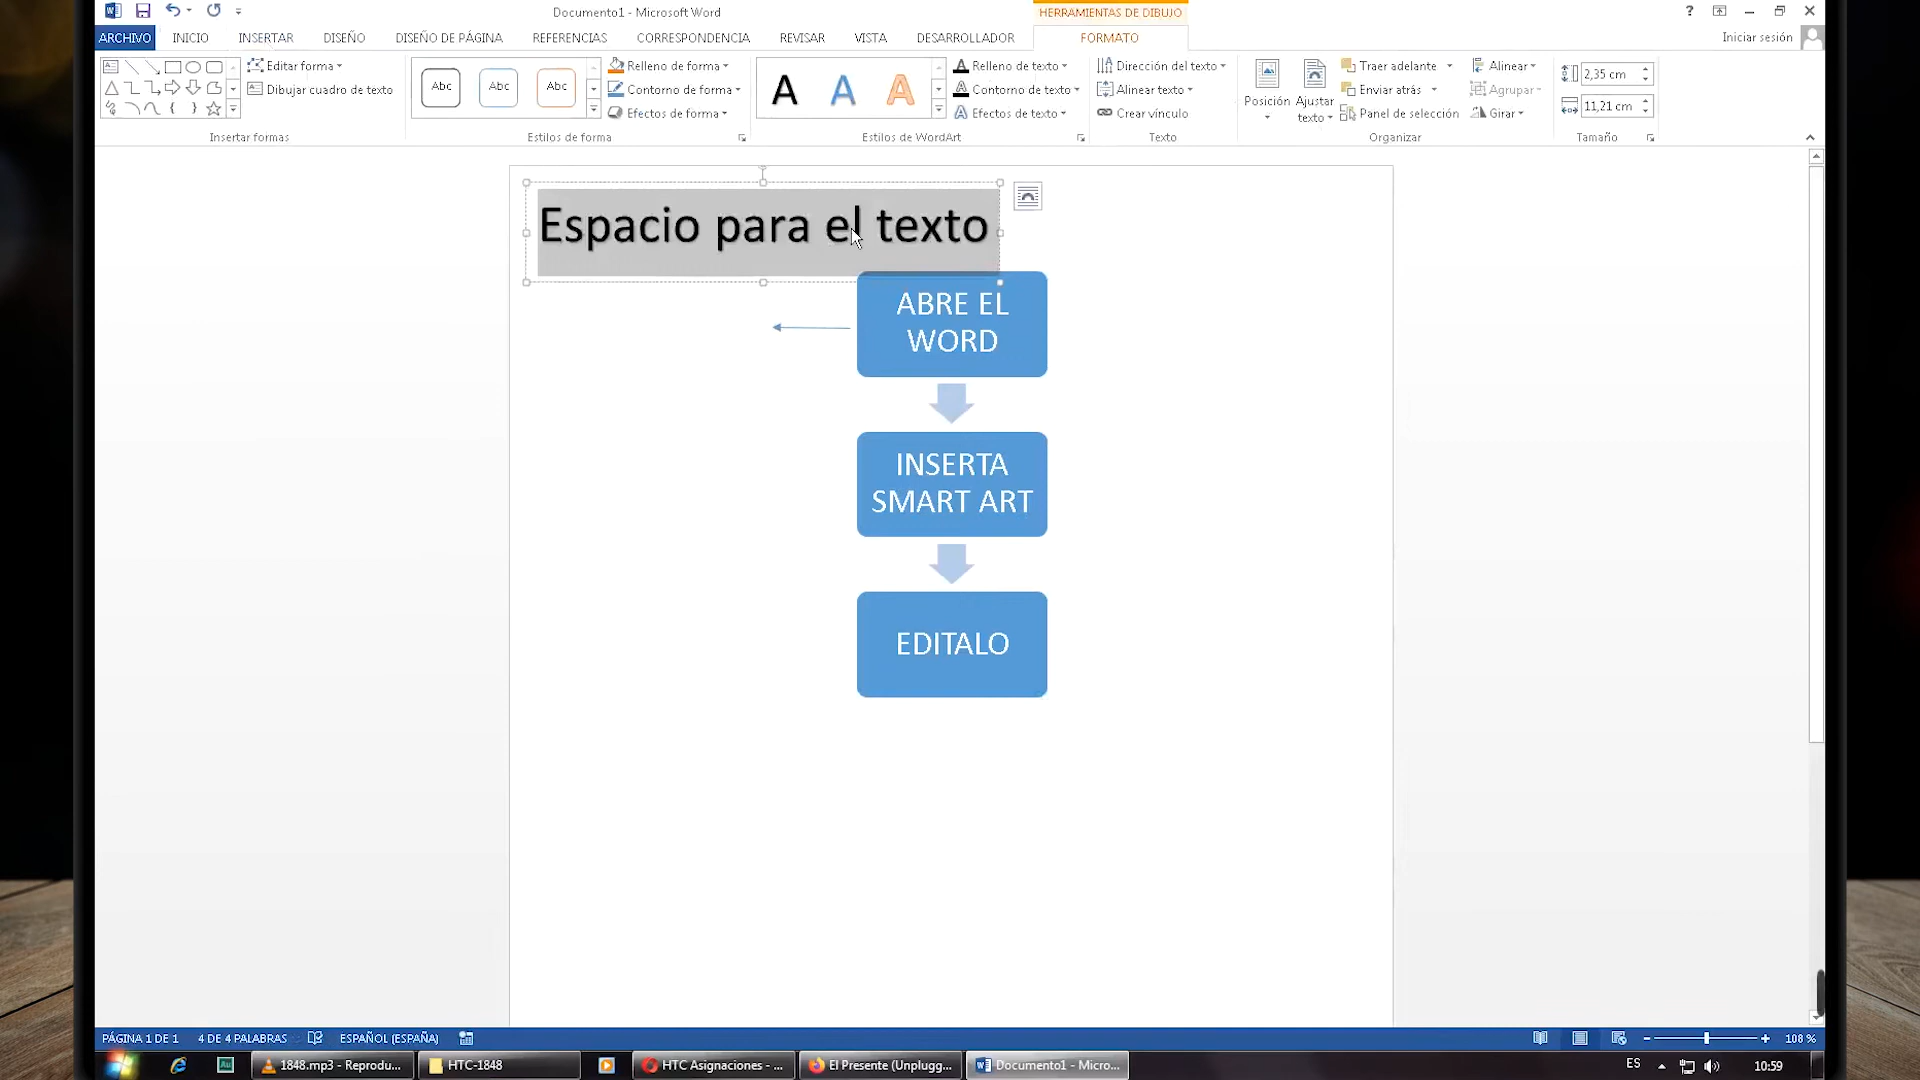 Documento1 - Microsoft Word
HERRAMIENTAS DE DIBUJO
?
ARCHIVO INICIO INSERTAR DISEÑO DISEÑO DE PÁGINA REFERENCIAS CORRESPONDENCIA REVISAR VISTA DESARROLLADOR FORMATO Iniciar sesión
Editar forma
Dibujar cuadro de texto
Insertar formas
Abc Abc Abc
Relleno de forma
Contorno de forma
Efectos de forma
Estilos de forma
A A A
Relleno de texto
Contorno de texto
Efectos de texto
Estilos de WordArt
Dirección del texto
Alinear texto
Crear vínculo
Texto
Posición
Ajustar
texto
Traer adelante
Enviar atrás
Panel de selección
Alinear
Agrupar
Girar
Organizar
2,35 cm
11,21 cm
Tamaño
Espacio para el texto
ABRE EL
WORD
INSERTA
SMART ART
EDITALO
PÁGINA 1 DE 1 4 DE 4 PALABRAS ESPAÑOL (ESPAÑA) 108 %
1848.mp3 - Reprodu... HTC-1848 HTC Asignaciones - ... El Presente (Unplugg... Documento1 - Micro... ES 10:59